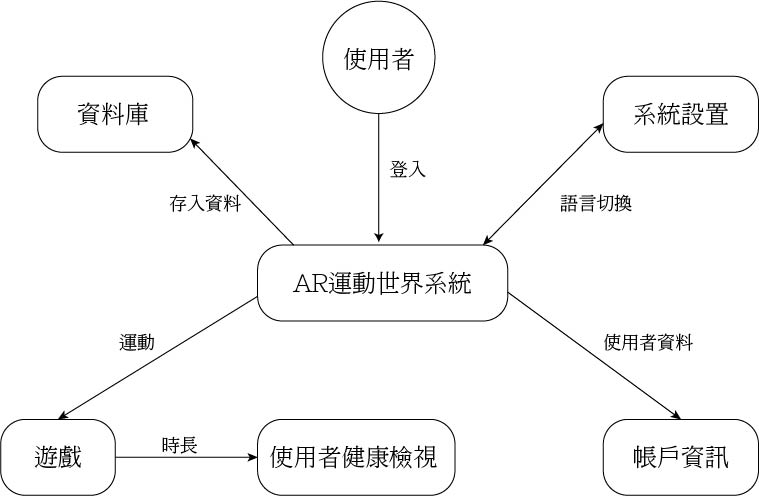 使用者
資料庫
系統設置
登入
存入資料
語言切換
AR運動世界系統
運動
使用者資料
遊戲
時長
使用者健康檢視
帳戶資訊